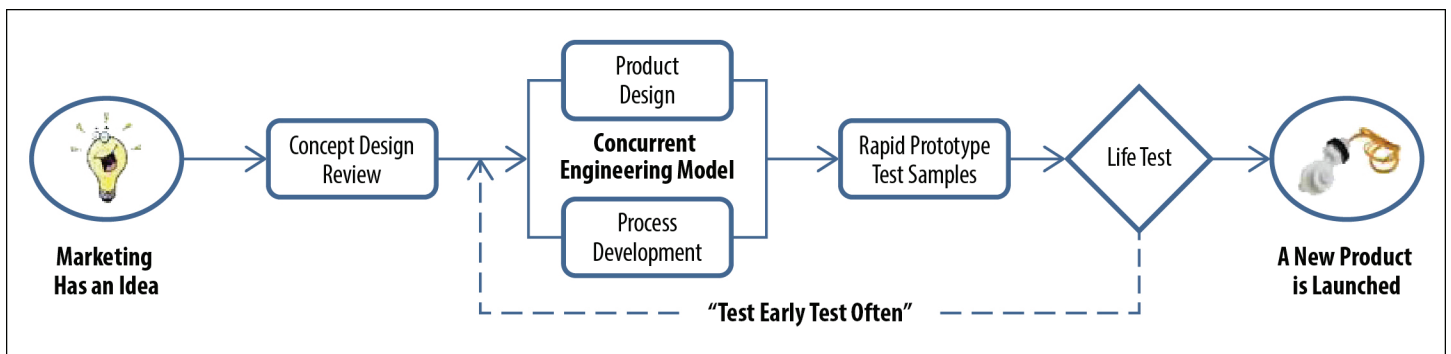 Marketing
Has an Idea
Concept Design
Review
Product
Design
Concurrent
Engineering Model
Process
Development
Rapid Prototype
Test Samples
Life Test
A New Product
is Launched
“Test Early Test Often”